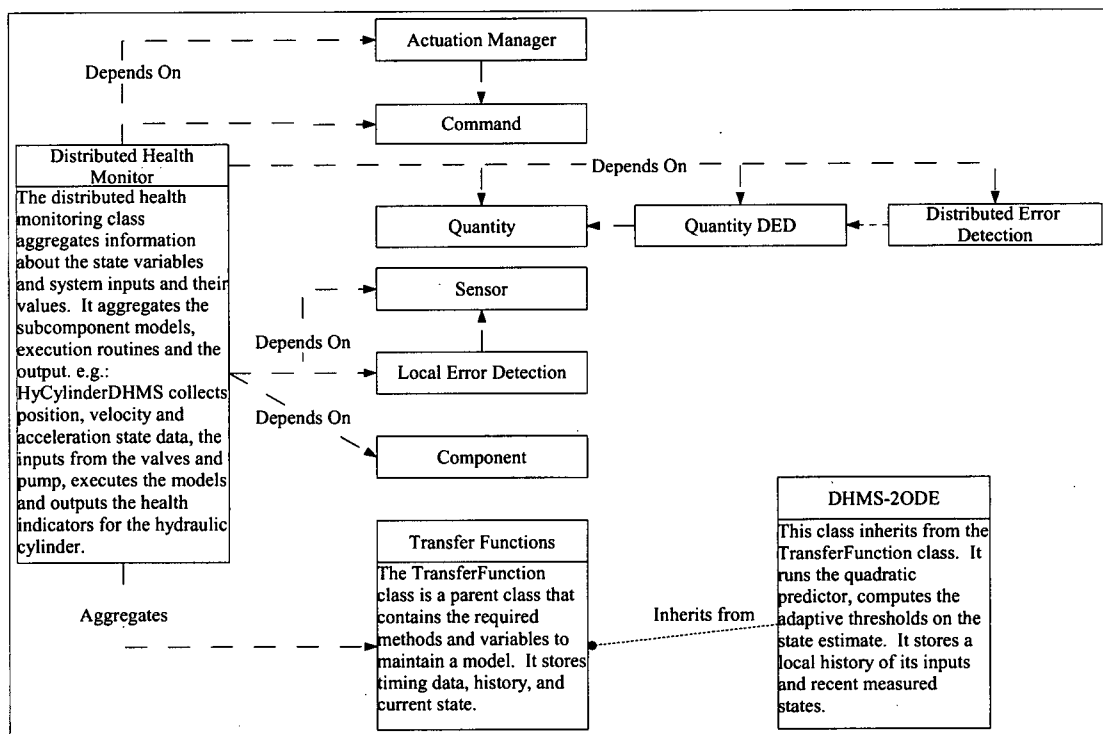 Actuation Manager
Depends On
Command
Distributed Health
Monitor
The distributed health
monitoring class
aggregates information
about the state variables
and system inputs and their
values. It aggregates the
subcomponent models,
execution routines and the
output. e.g.:
HyCylinderDHMS collects
position, velocity and
acceleration state data, the
inputs from the valves and
pump, executes the models
and outputs the health
indicators for the hydraulic
cylinder.
Depends On
Quantity
Quantity DED
Distributed Error
Detection
Sensor
Depends On
Local Error Detection
Depends On
Component
DHMS-2ODE
This class inherits from the
TransferFunction class. It
runs the quadratic
predictor, computes the
adaptive thresholds on the
state estimate. It stores a
local history of its inputs
and recent measured
states.
Transfer Functions
The TransferFunction
class is a parent class that
contains the required
methods and variables to
maintain a model. It stores
timing data, history, and
current state.
Inherits from
Aggregates